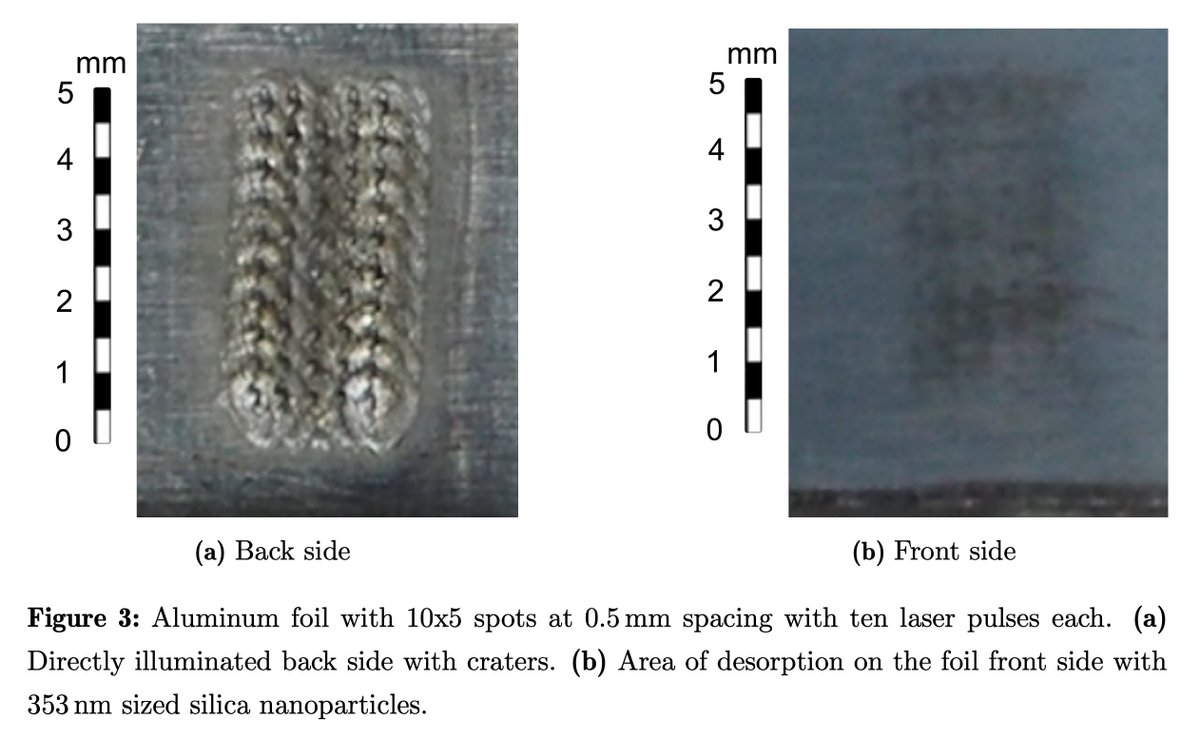 mm
5
4
3
2
1
0
mm
5
4
3
2
1
0
(a) Back side
(b) Front side
Figure 3: Aluminum foil with 10x5 spots at 0.5 mm spacing with ten laser pulses each. (a)
Directly illuminated back side with craters. (b) Area of desorption on the foil front side with
353 nm sized silica nanoparticles.